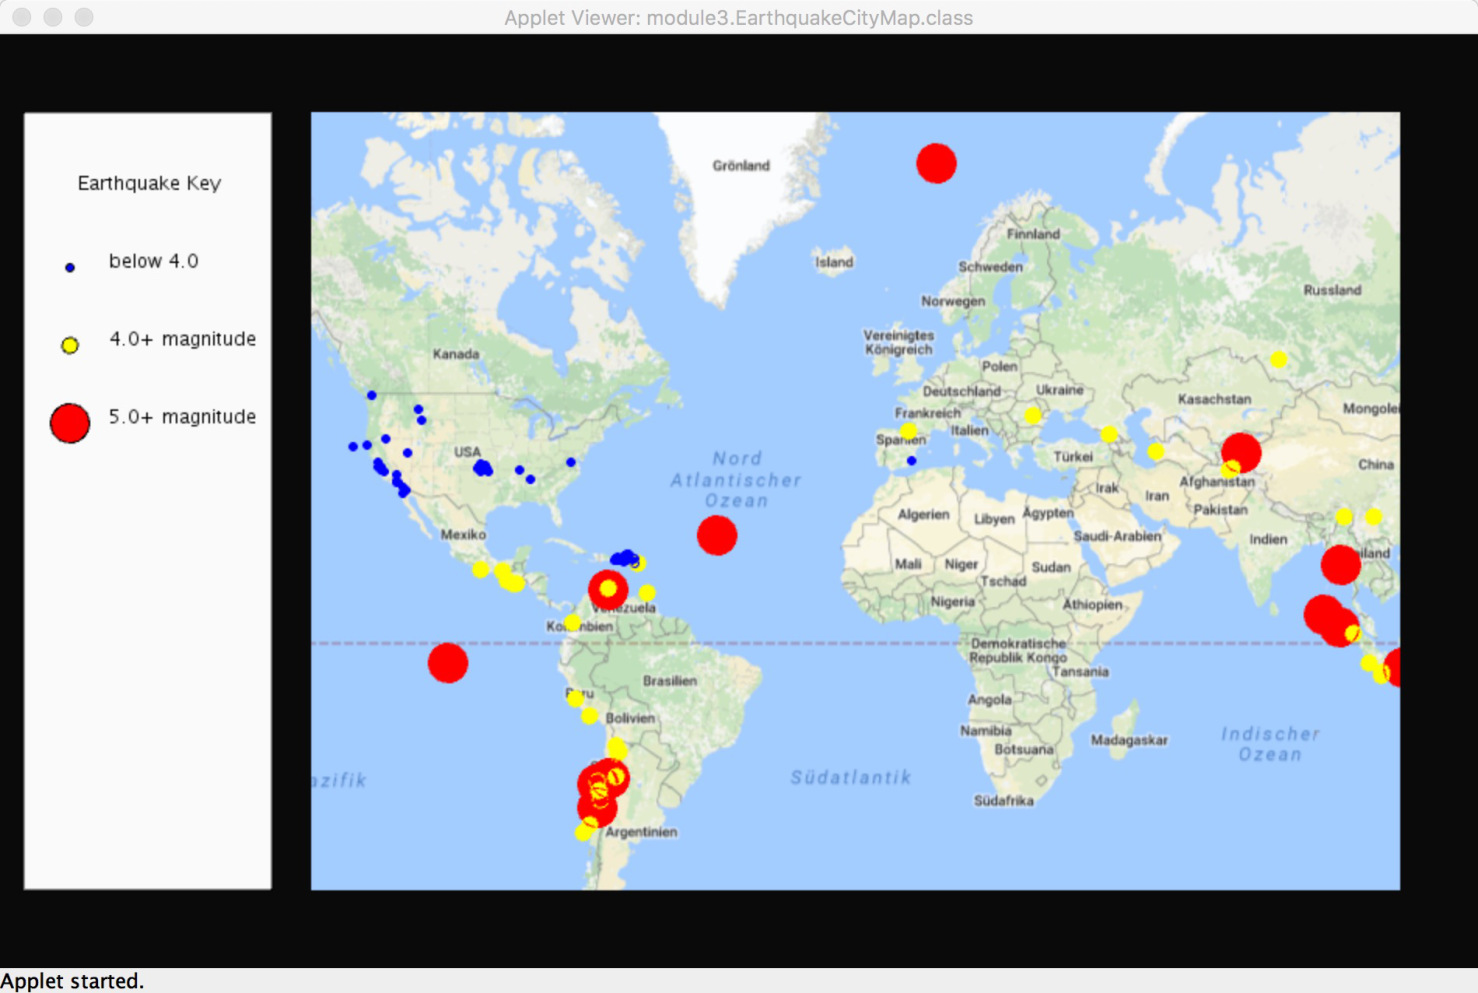 Applet Viewer: module3.EarthquakeCityMap.class
Earthquake Key
below 4.0
4.0+ magnitude
5.0+ magnitude
Grönland
Finnland
Island
Schweden
Russland
Norwegen
Vereinigtes
Königreich
Kanada
Polen
Deutschland
Ukraine
Kasachstan
Mongolei
Frankreich
Italien
Spanien
USA
Türkei
China
Nord
Atlantischer
Ozean
Afghanistan
Irak
Iran
Pakistan
Algerien
Libyen
Ägypten
Saudi-Arabien
Indien
Mexiko
iland
Mali
Niger
Sudan
Tschad
Nigeria
Äthiopien
Venezuela
Kolumbien
Demokratische
Republik Kongo
Tansania
Brasilien
Peru
Angola
Bolivien
Namibia
Botsuana
Madagaskar
Indischer
Ozean
azifik
Südatlantik
Südafrika
Argentinien
Applet started.